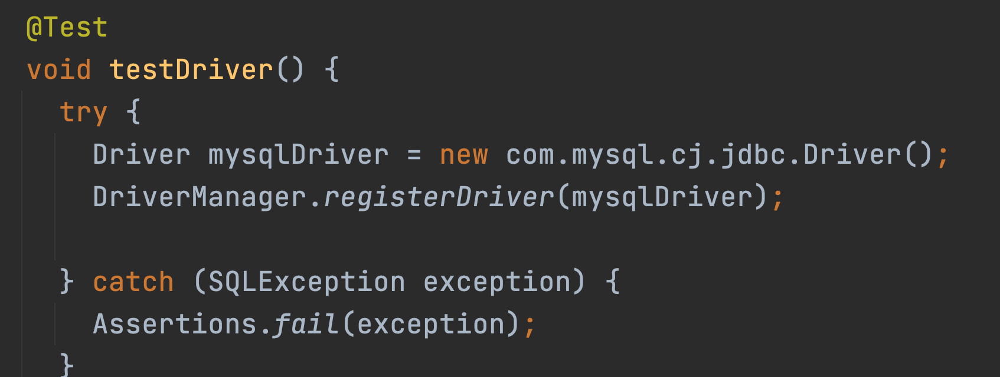 @Test
void testDriver() {
try {
Driver mysqlDriver = new com.mysql.cj.jdbc.Driver();
DriverManager.registerDriver(mysqlDriver);
} catch (SQLException exception) {
Assertions.fail(exception);
}